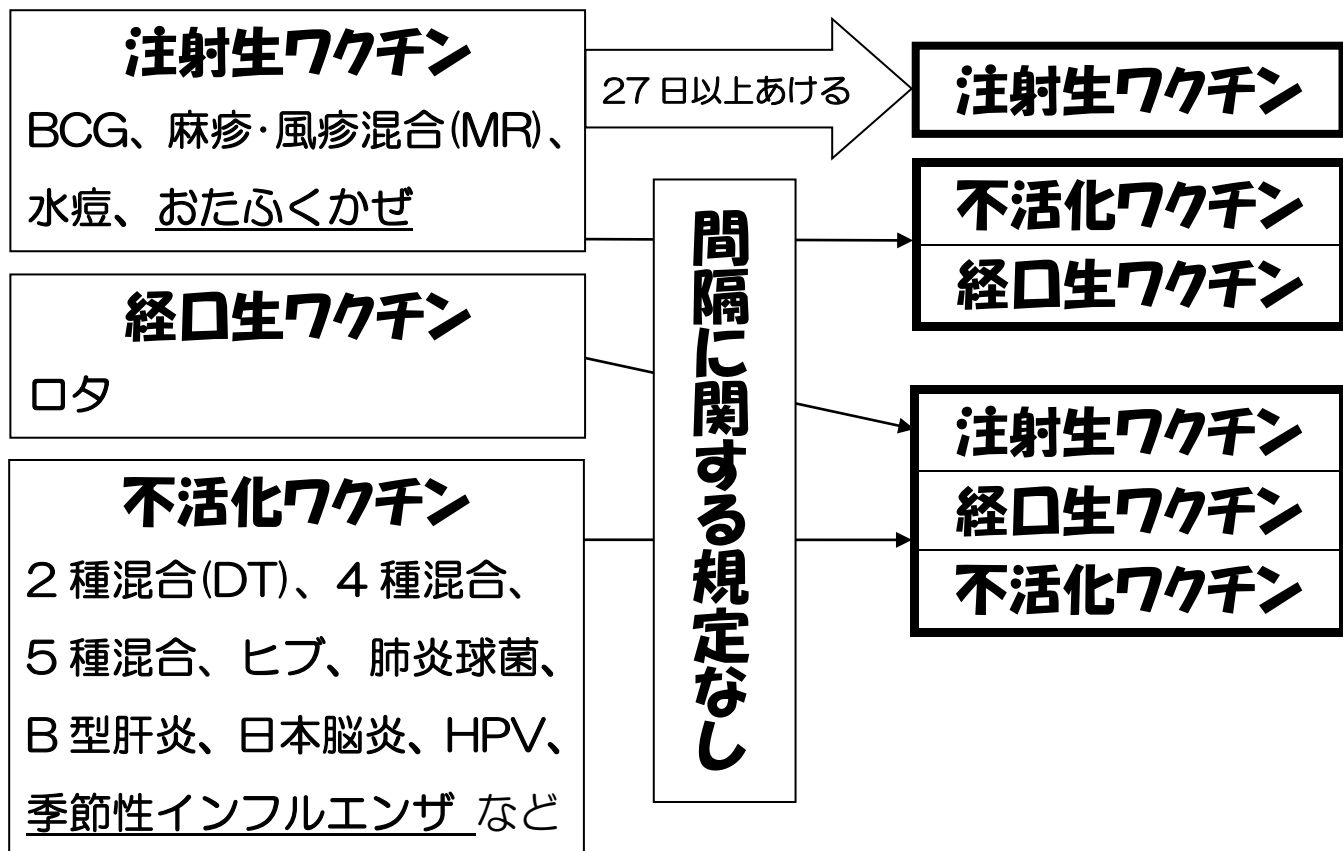 注射生ワクチン
BCG、麻疹・風疹混合(MR)、
水痘、おたふくかぜ
27日以上あける
注射生ワクチン
不活化ワクチン
経口生ワクチン
経口生ワクチン
ロタ
間隔に関する規定なし
注射生ワクチン
経口生ワクチン
不活化ワクチン
不活化ワクチン
2種混合(DT)、4種混合、
5種混合、ヒブ、肺炎球菌、
B型肝炎、日本脳炎、HPV、
季節性インフルエンザ など